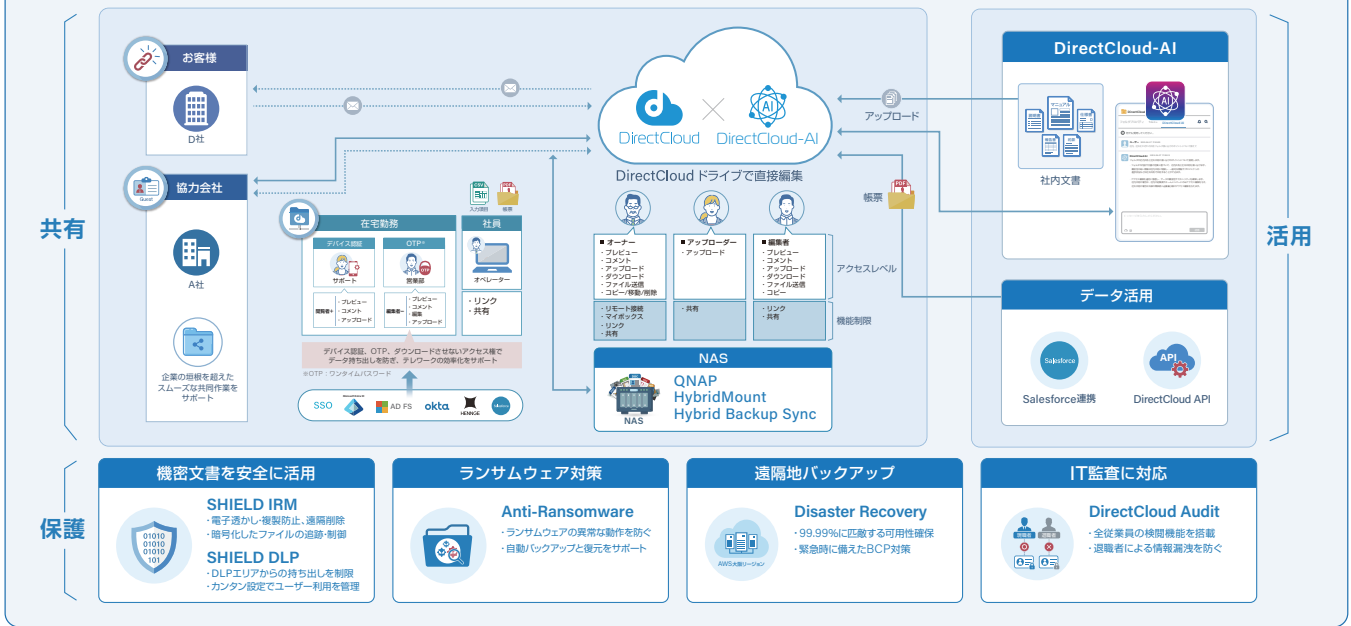 共有
お客様
D社
協力会社
Guest
A社
企業の垣根を超えた
スムーズな共同作業を
サポート
DirectCloud
DirectCloud-AI
AI
DirectCloud ドライブで直接編集
入力項目
帳票
在宅勤務
デバイス認証
サポート
閲覧者+
・プレビュー
・コメント
・アップロード
OTP※
OTP
営業部
編集者−
・プレビュー
・コメント
・編集
・アップロード
社員
オペレーター
・リンク
・共有
デバイス認証、OTP、ダウンロードさせないアクセス権で
データ持ち出しを防ぎ、テレワークの効率化をサポート
※OTP：ワンタイムパスワード
SSO
AD FS
okta
HENNGE
■ オーナー
・プレビュー
・コメント
・アップロード
・ダウンロード
・ファイル送信
・コピー/移動/削除
・リモート接続
・マイボックス
・リンク
・共有
■ アップローダー
・アップロード
・共有
■ 編集者
・プレビュー
・コメント
・アップロード
・ダウンロード
・ファイル送信
・コピー
・リンク
・共有
アクセスレベル
機能制限
NAS
NAS
QNAP
HybridMount
Hybrid Backup Sync
アップロード
PDF
帳票
活用
DirectCloud-AI
マニュアル
社内文書
AI
データ活用
Salesforce
Salesforce連携
API
DirectCloud API
保護
機密文書を安全に活用
01010
01010
01010
101
SHIELD IRM
・電子透かし・複製防止、遠隔削除
・暗号化したファイルの追跡・制御
SHIELD DLP
・DLPエリアからの持ち出しを制限
・カンタン設定でユーザー利用を管理
ランサムウェア対策
Anti-Ransomware
・ランサムウェアの異常な動作を防ぐ
・自動バックアップと復元をサポート
遠隔地バックアップ
AWS大阪リージョン
Disaster Recovery
・99.99%に匹敵する可用性確保
・緊急時に備えたBCP対策
IT監査に対応
DirectCloud Audit
・全従業員の検閲機能を搭載
・退職者による情報漏洩を防ぐ